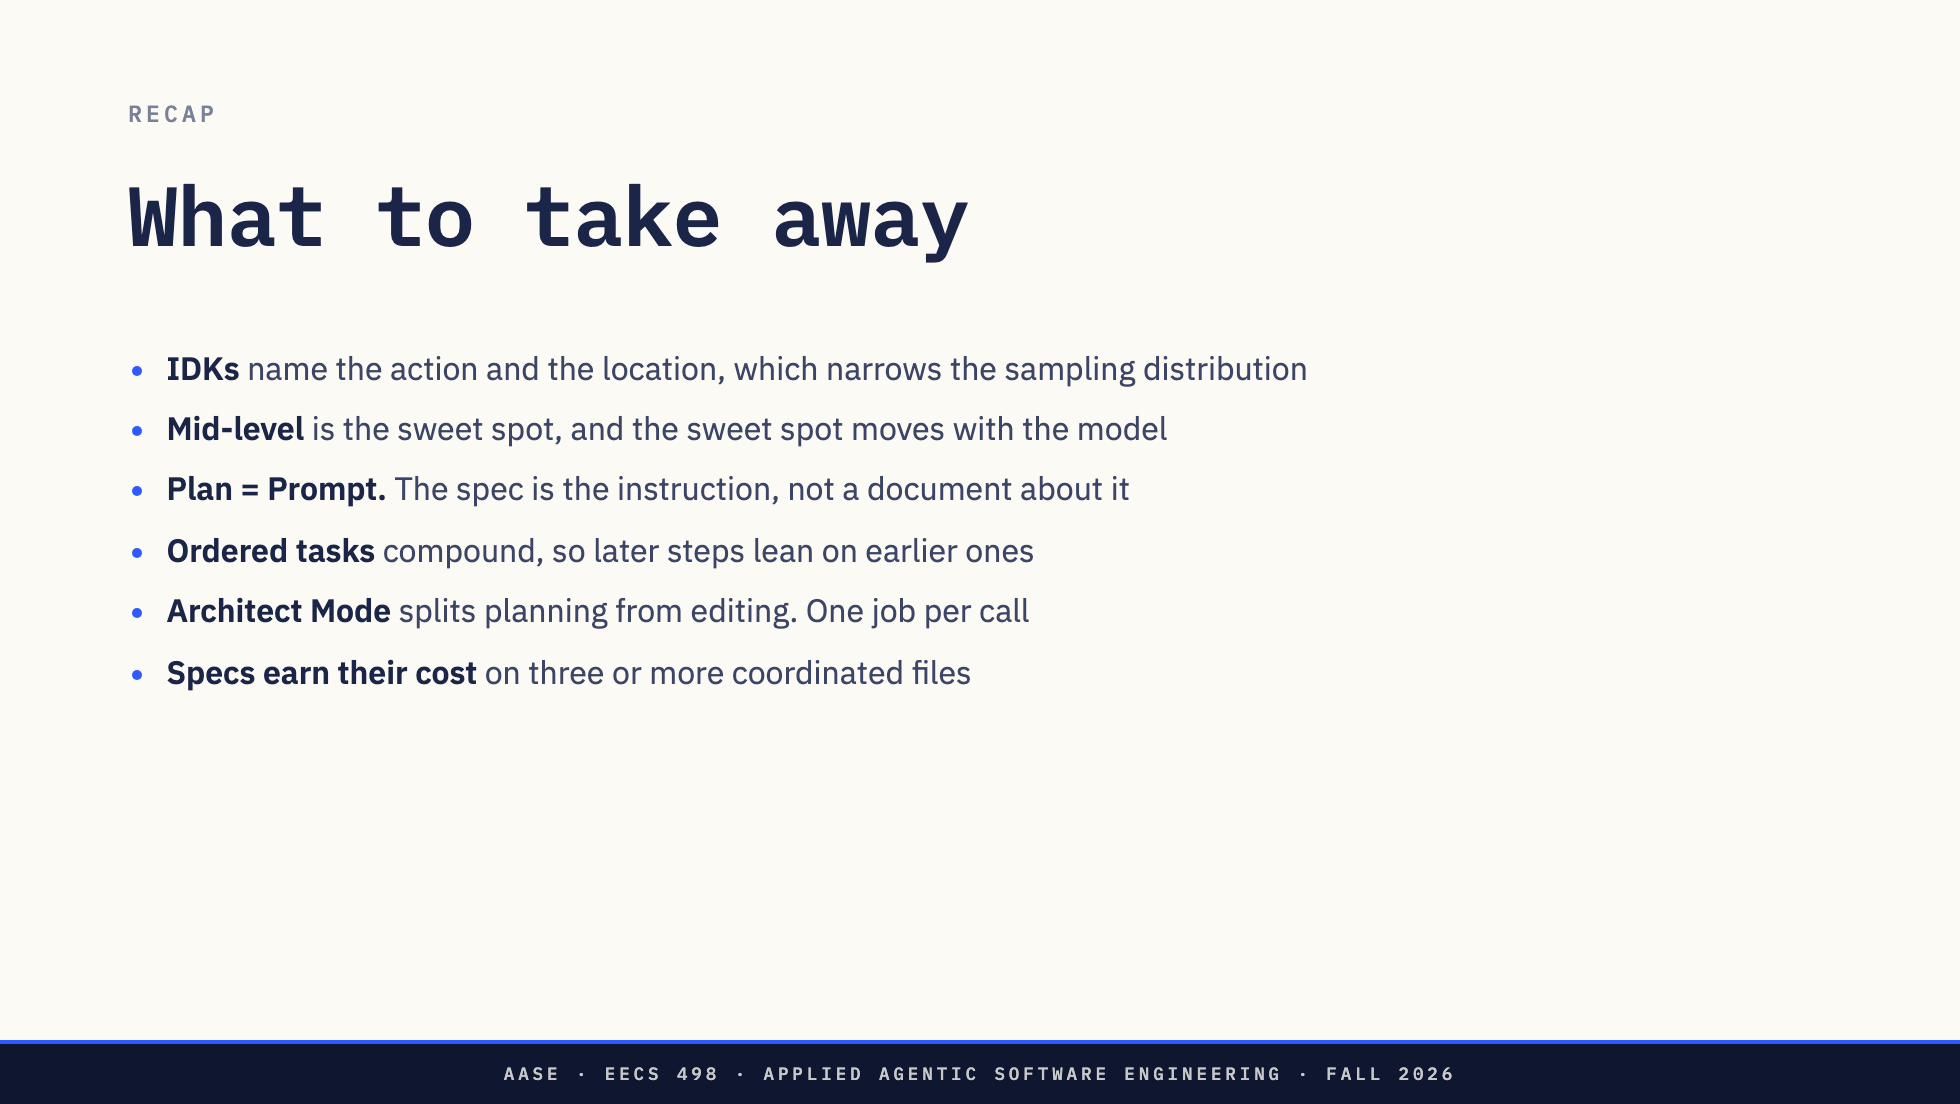 RECAP
What to take away
• IDKs name the action and the location, which narrows the sampling distribution
• Mid-level is the sweet spot, and the sweet spot moves with the model
• Plan = Prompt. The spec is the instruction, not a document about it
• Ordered tasks compound, so later steps lean on earlier ones
• Architect Mode splits planning from editing. One job per call
• Specs earn their cost on three or more coordinated files
AASE · EECS 498 · APPLIED AGENTIC SOFTWARE ENGINEERING · FALL 2026